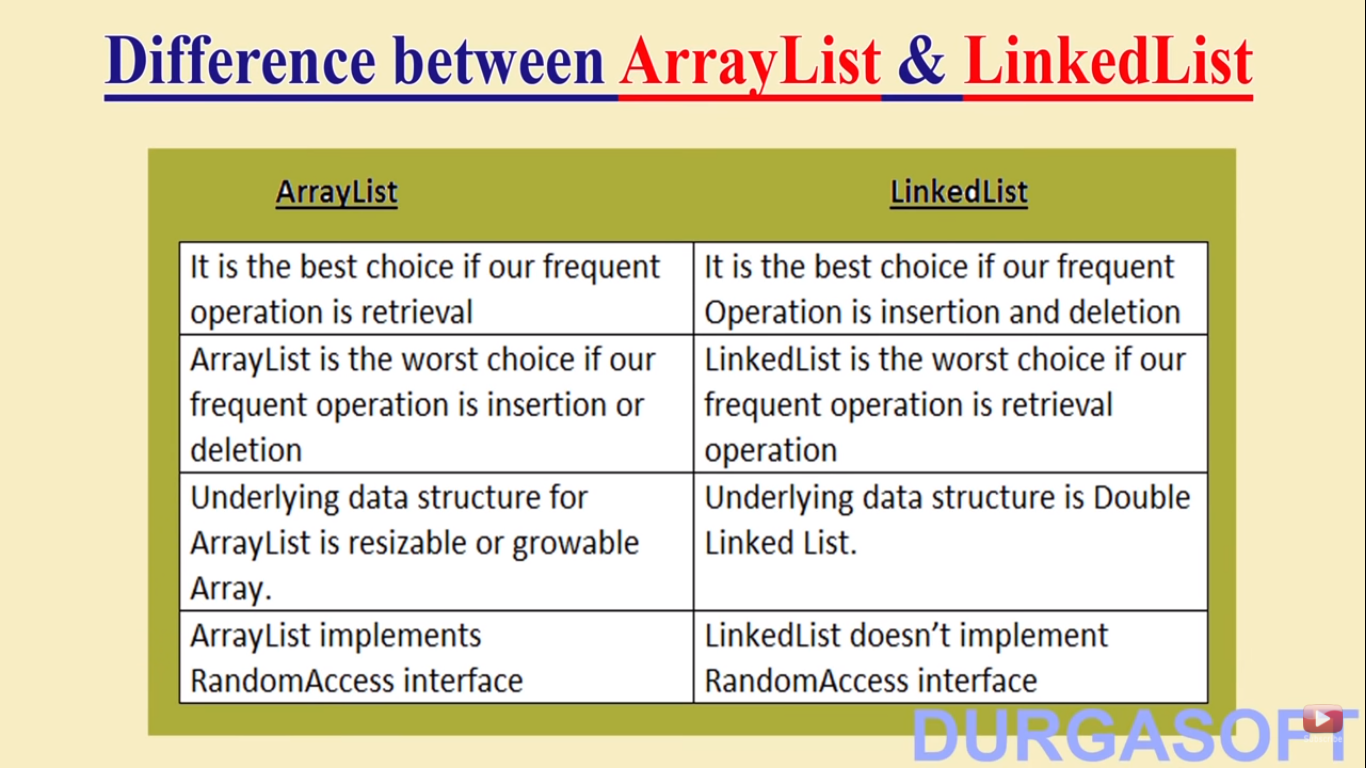 Difference between ArrayList & LinkedList
ArrayList
LinkedList
It is the best choice if our frequent
operation is retrieval
It is the best choice if our frequent
Operation is insertion and deletion
ArrayList is the worst choice if our
frequent operation is insertion or
deletion
LinkedList is the worst choice if our
frequent operation is retrieval
operation
Underlying data structure for
ArrayList is resizable or growable
Array.
Underlying data structure is Double
Linked List.
ArrayList implements
RandomAccess interface
LinkedList doesn’t implement
RandomAccess interface
DURGASOFT